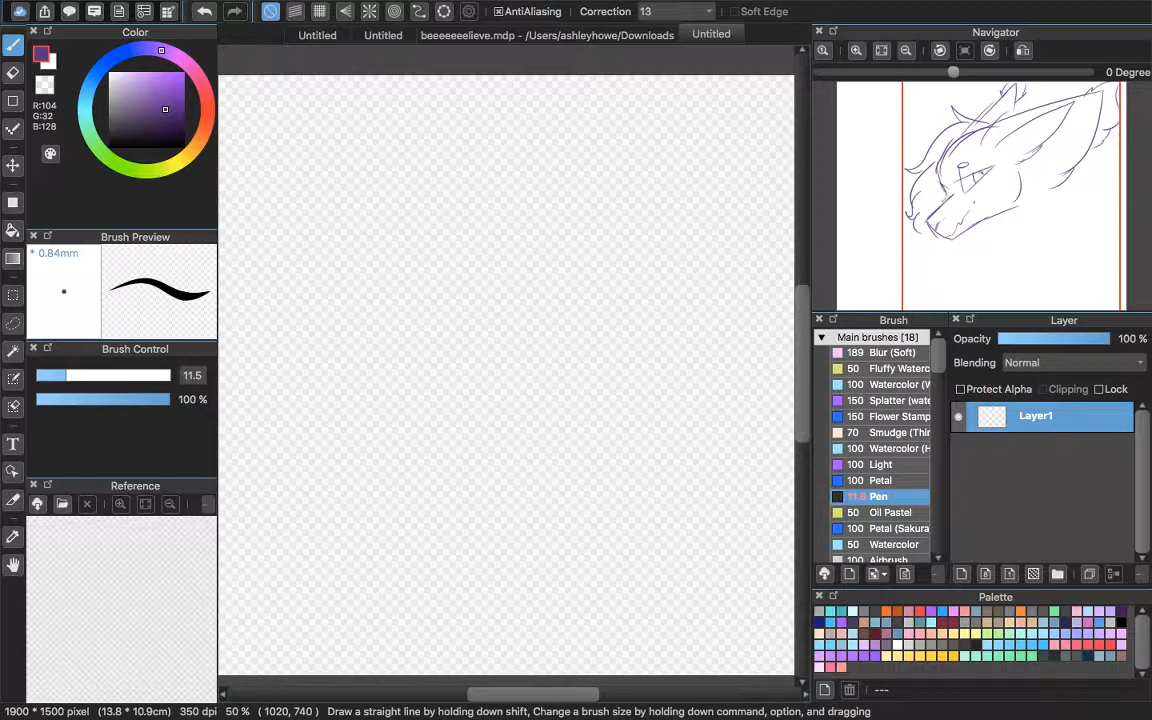 AntiAliasing Correction 13 Soft Edge
Untitled Untitled beeeeeeelieve.mdp - /Users/ashleyhowe/Downloads Untitled
Color
R:104
G:32
B:128
Brush Preview
* 0.84mm
Brush Control
11.5
100 %
Reference
Navigator
0 Degree
Brush
Main brushes [18]
189 Blur (Soft)
50 Fluffy Waterc
100 Watercolor (W
150 Splatter (wate
150 Flower Stamp
70 Smudge (Thin
100 Watercolor (H
100 Light
100 Petal
11.5 Pen
50 Oil Pastel
100 Petal (Sakura
50 Watercolor
100 Airbrush
Layer
Opacity 100 %
Blending Normal
Protect Alpha Clipping Lock
Layer1
Palette
---
1900 * 1500 pixel (13.8 * 10.9cm) 350 dpi 50 % ( 1020, 740 ) Draw a straight line by holding down shift, Change a brush size by holding down command, option, and dragging